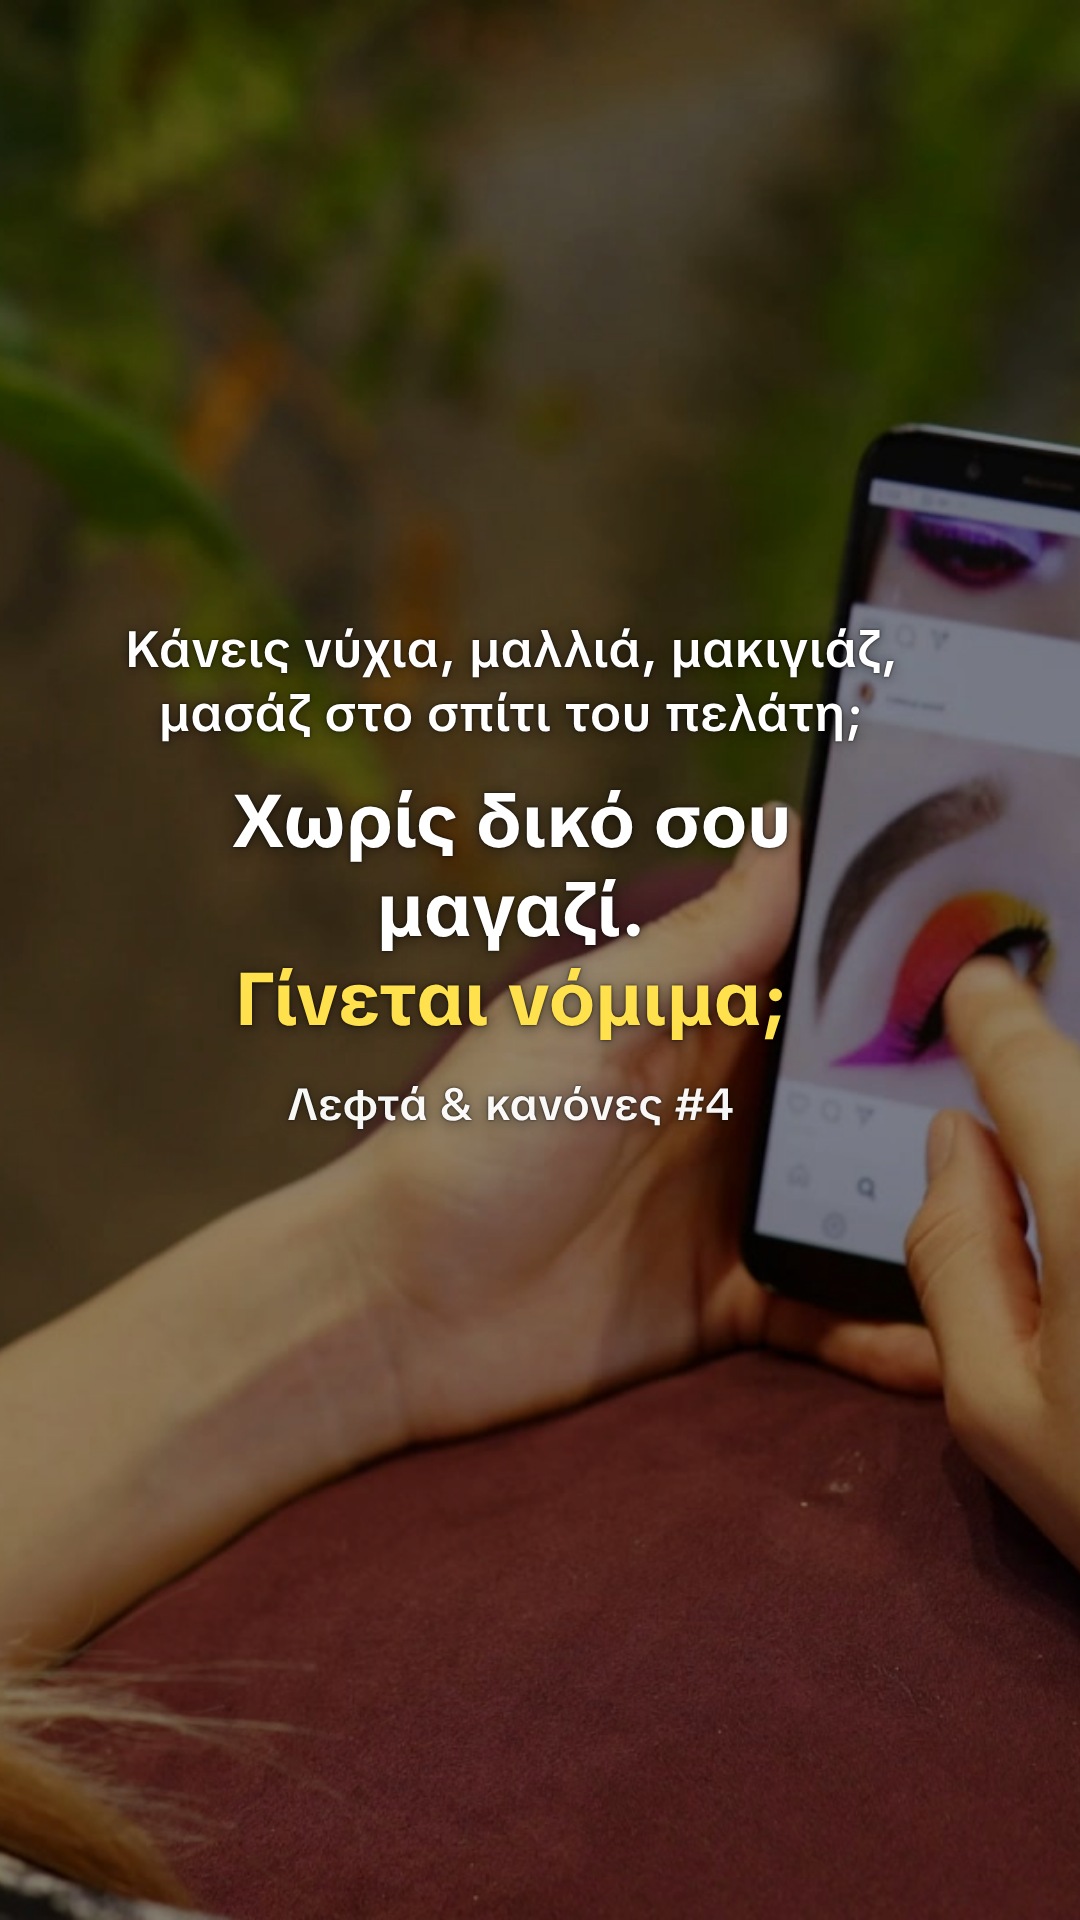 Κάνεις νύχια, μαλλιά, μακιγιάζ,
μασάζ στο σπίτι του πελάτη;
Χωρίς δικό σου
μαγαζί.
Γίνεται νόμιμα;
Λεφτά & κανόνες #4